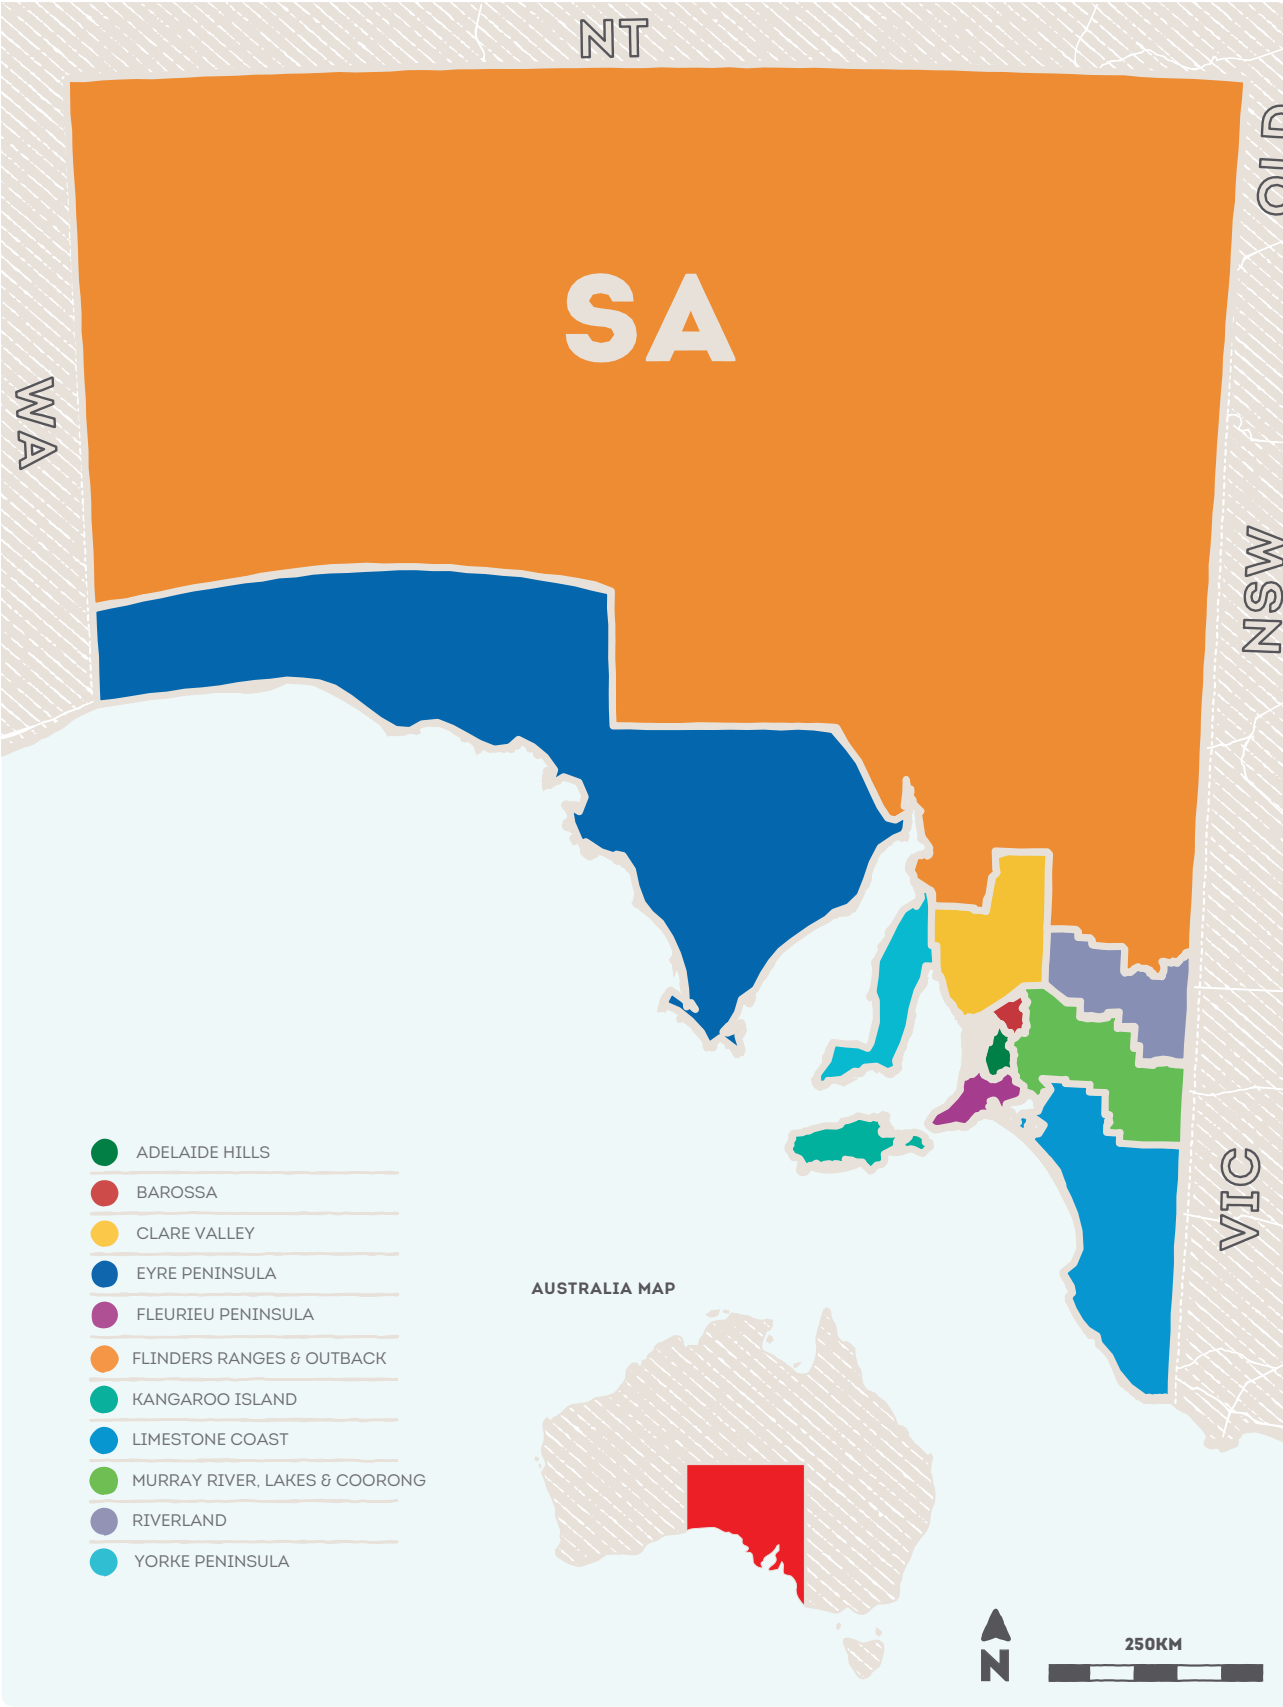 NT
QLD
SA
WA
NSW
ADELAIDE HILLS
BAROSSA
CLARE VALLEY
EYRE PENINSULA
FLEURIEU PENINSULA
FLINDERS RANGES & OUTBACK
KANGAROO ISLAND
LIMESTONE COAST
MURRAY RIVER, LAKES & COORONG
RIVERLAND
YORKE PENINSULA
VIC
AUSTRALIA MAP
N
250KM